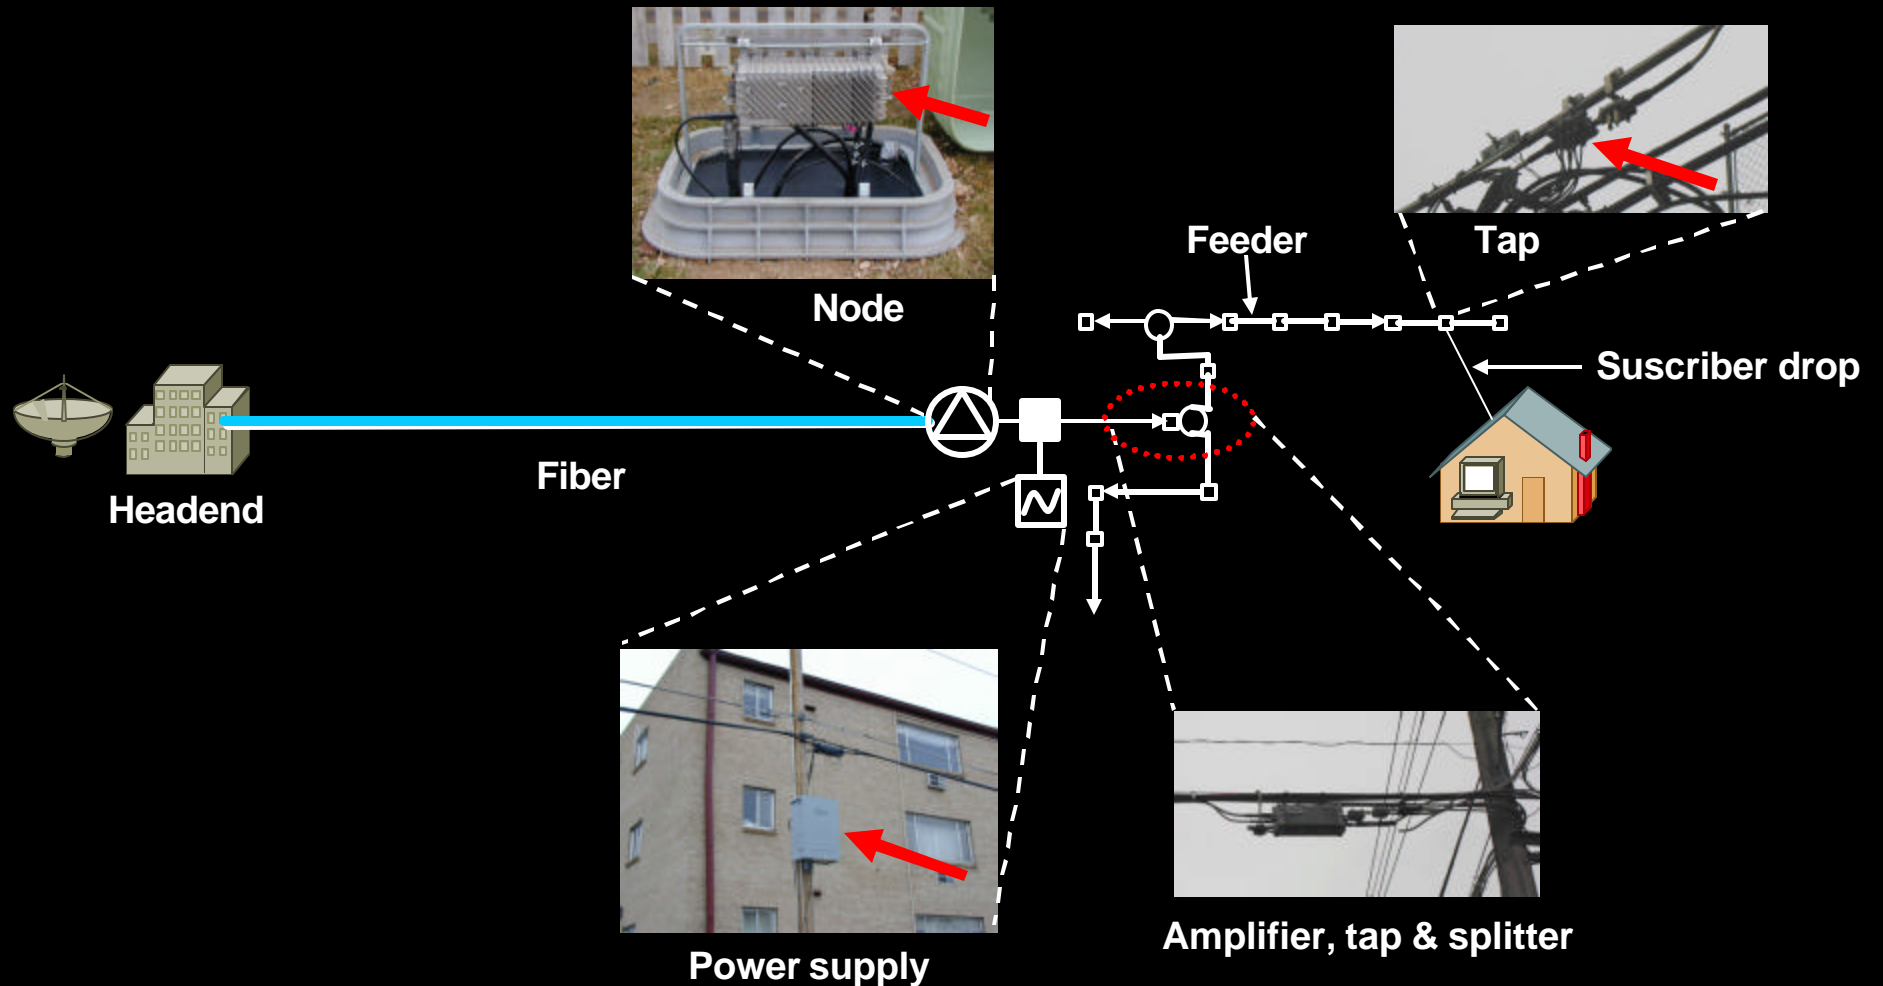 Node
Feeder
Tap
Suscriber drop
Fiber
Headend
Amplifier, tap & splitter
Power supply